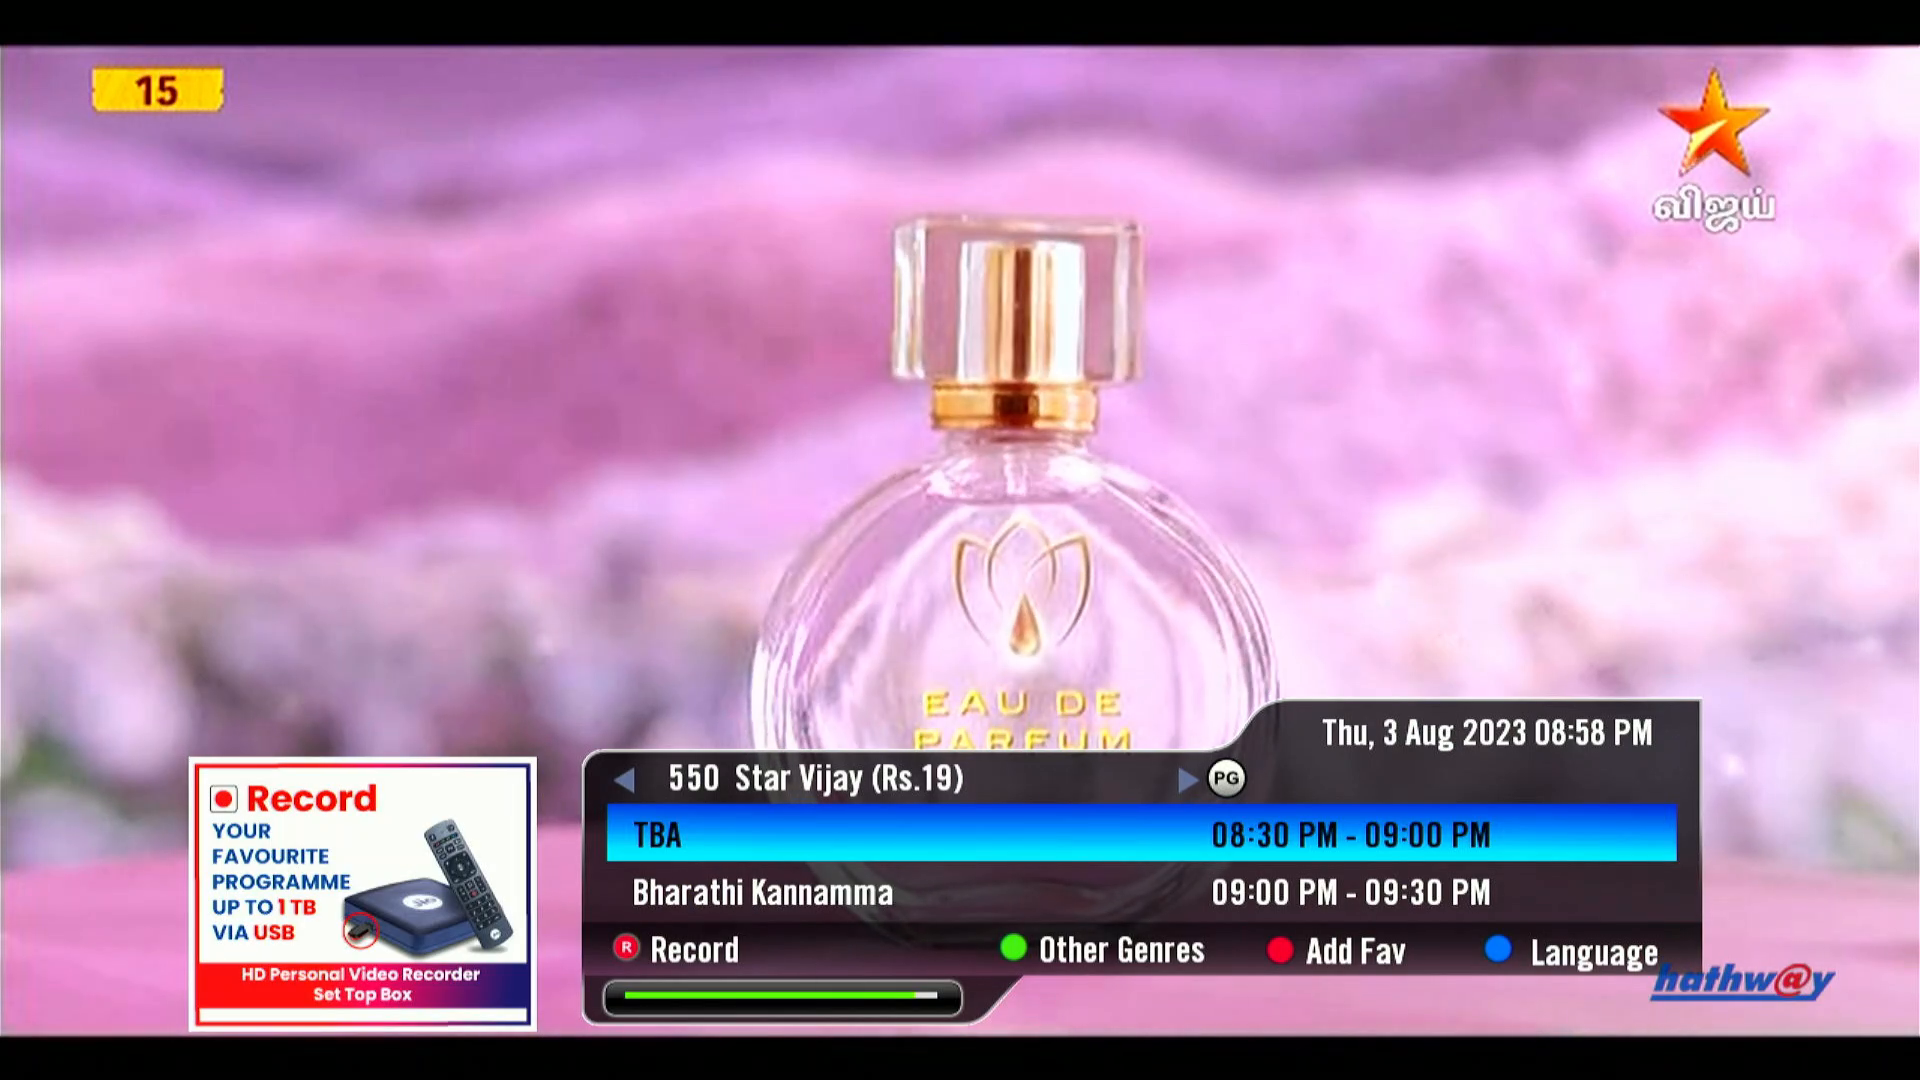 15
விஜய்
EAU DE
PARFUM
Thu, 3 Aug 2023 08:58 PM
550 Star Vijay (Rs.19)
PG
TBA 08:30 PM - 09:00 PM
Bharathi Kannamma 09:00 PM - 09:30 PM
R Record Other Genres Add Fav Language
hathw@y
Record
YOUR
FAVOURITE
PROGRAMME
UP TO 1 TB
VIA USB
Jio
HD Personal Video Recorder
Set Top Box